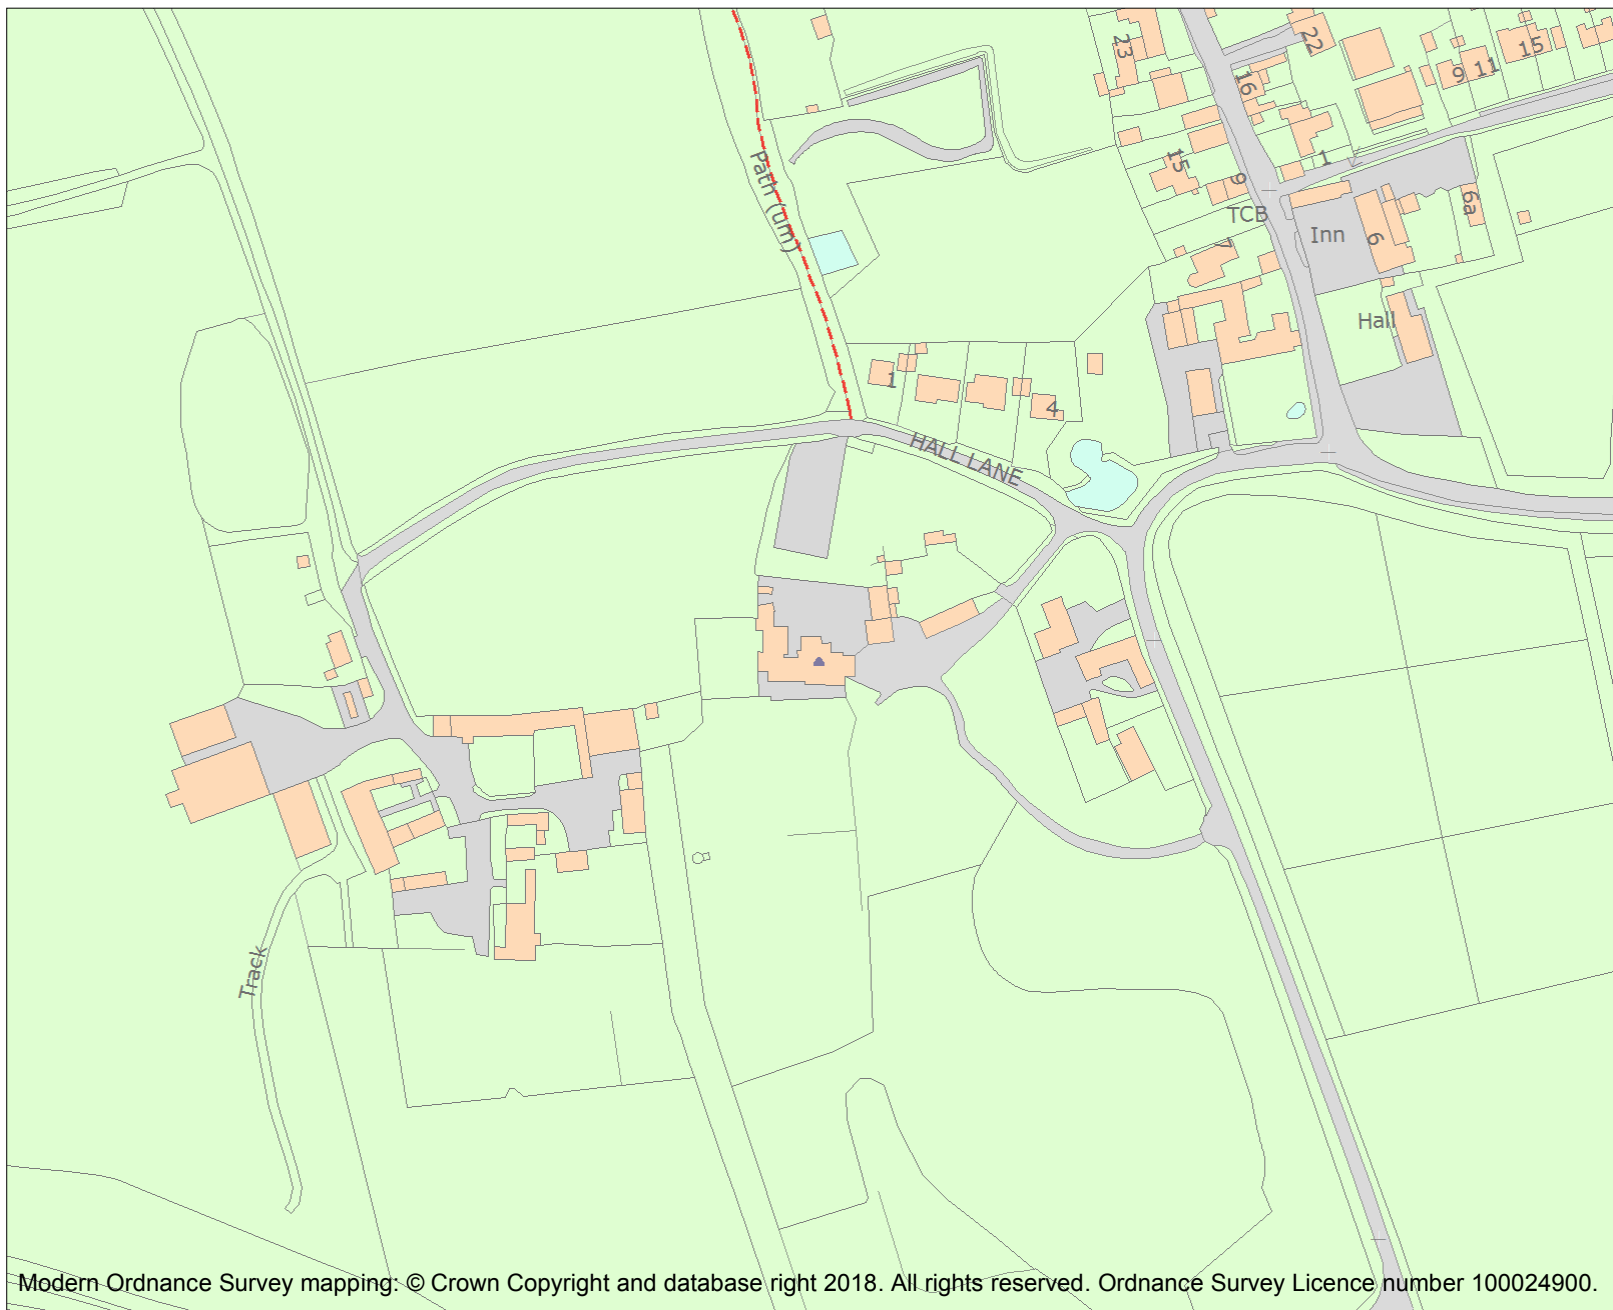 23
22
15
11
9
16
1
15
9
TCB
Inn
6
6a
7
Hall
Path (um)
1
4
HALL LANE
Track
Modern Ordnance Survey mapping: © Crown Copyright and database right 2018. All rights reserved. Ordnance Survey Licence number 100024900.